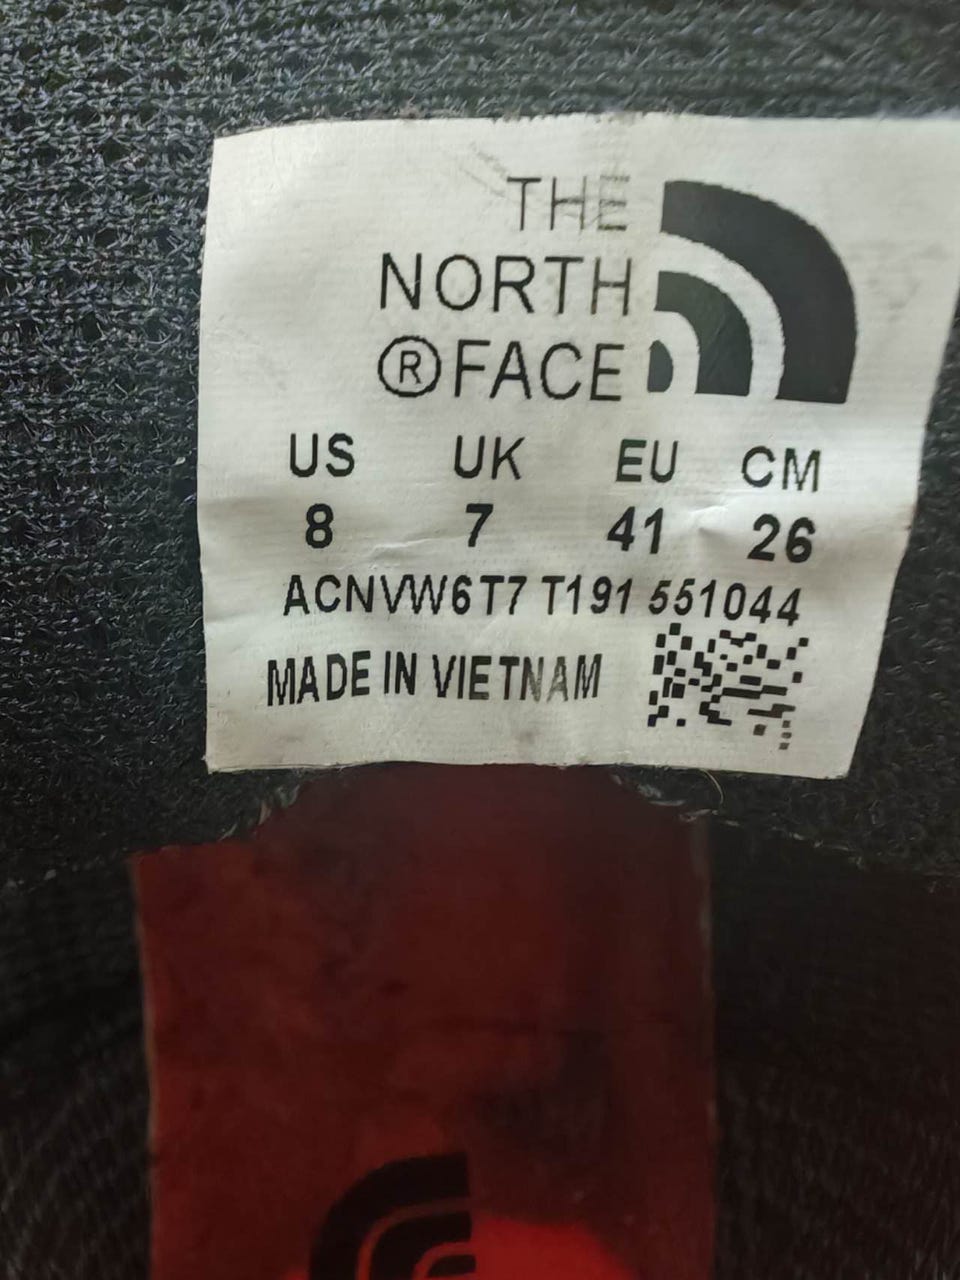 THE
NORTH
® FACE
US UK EU CM
8 7 41 26
ACNVW6T7 T191 551044
MADE IN VIETNAM